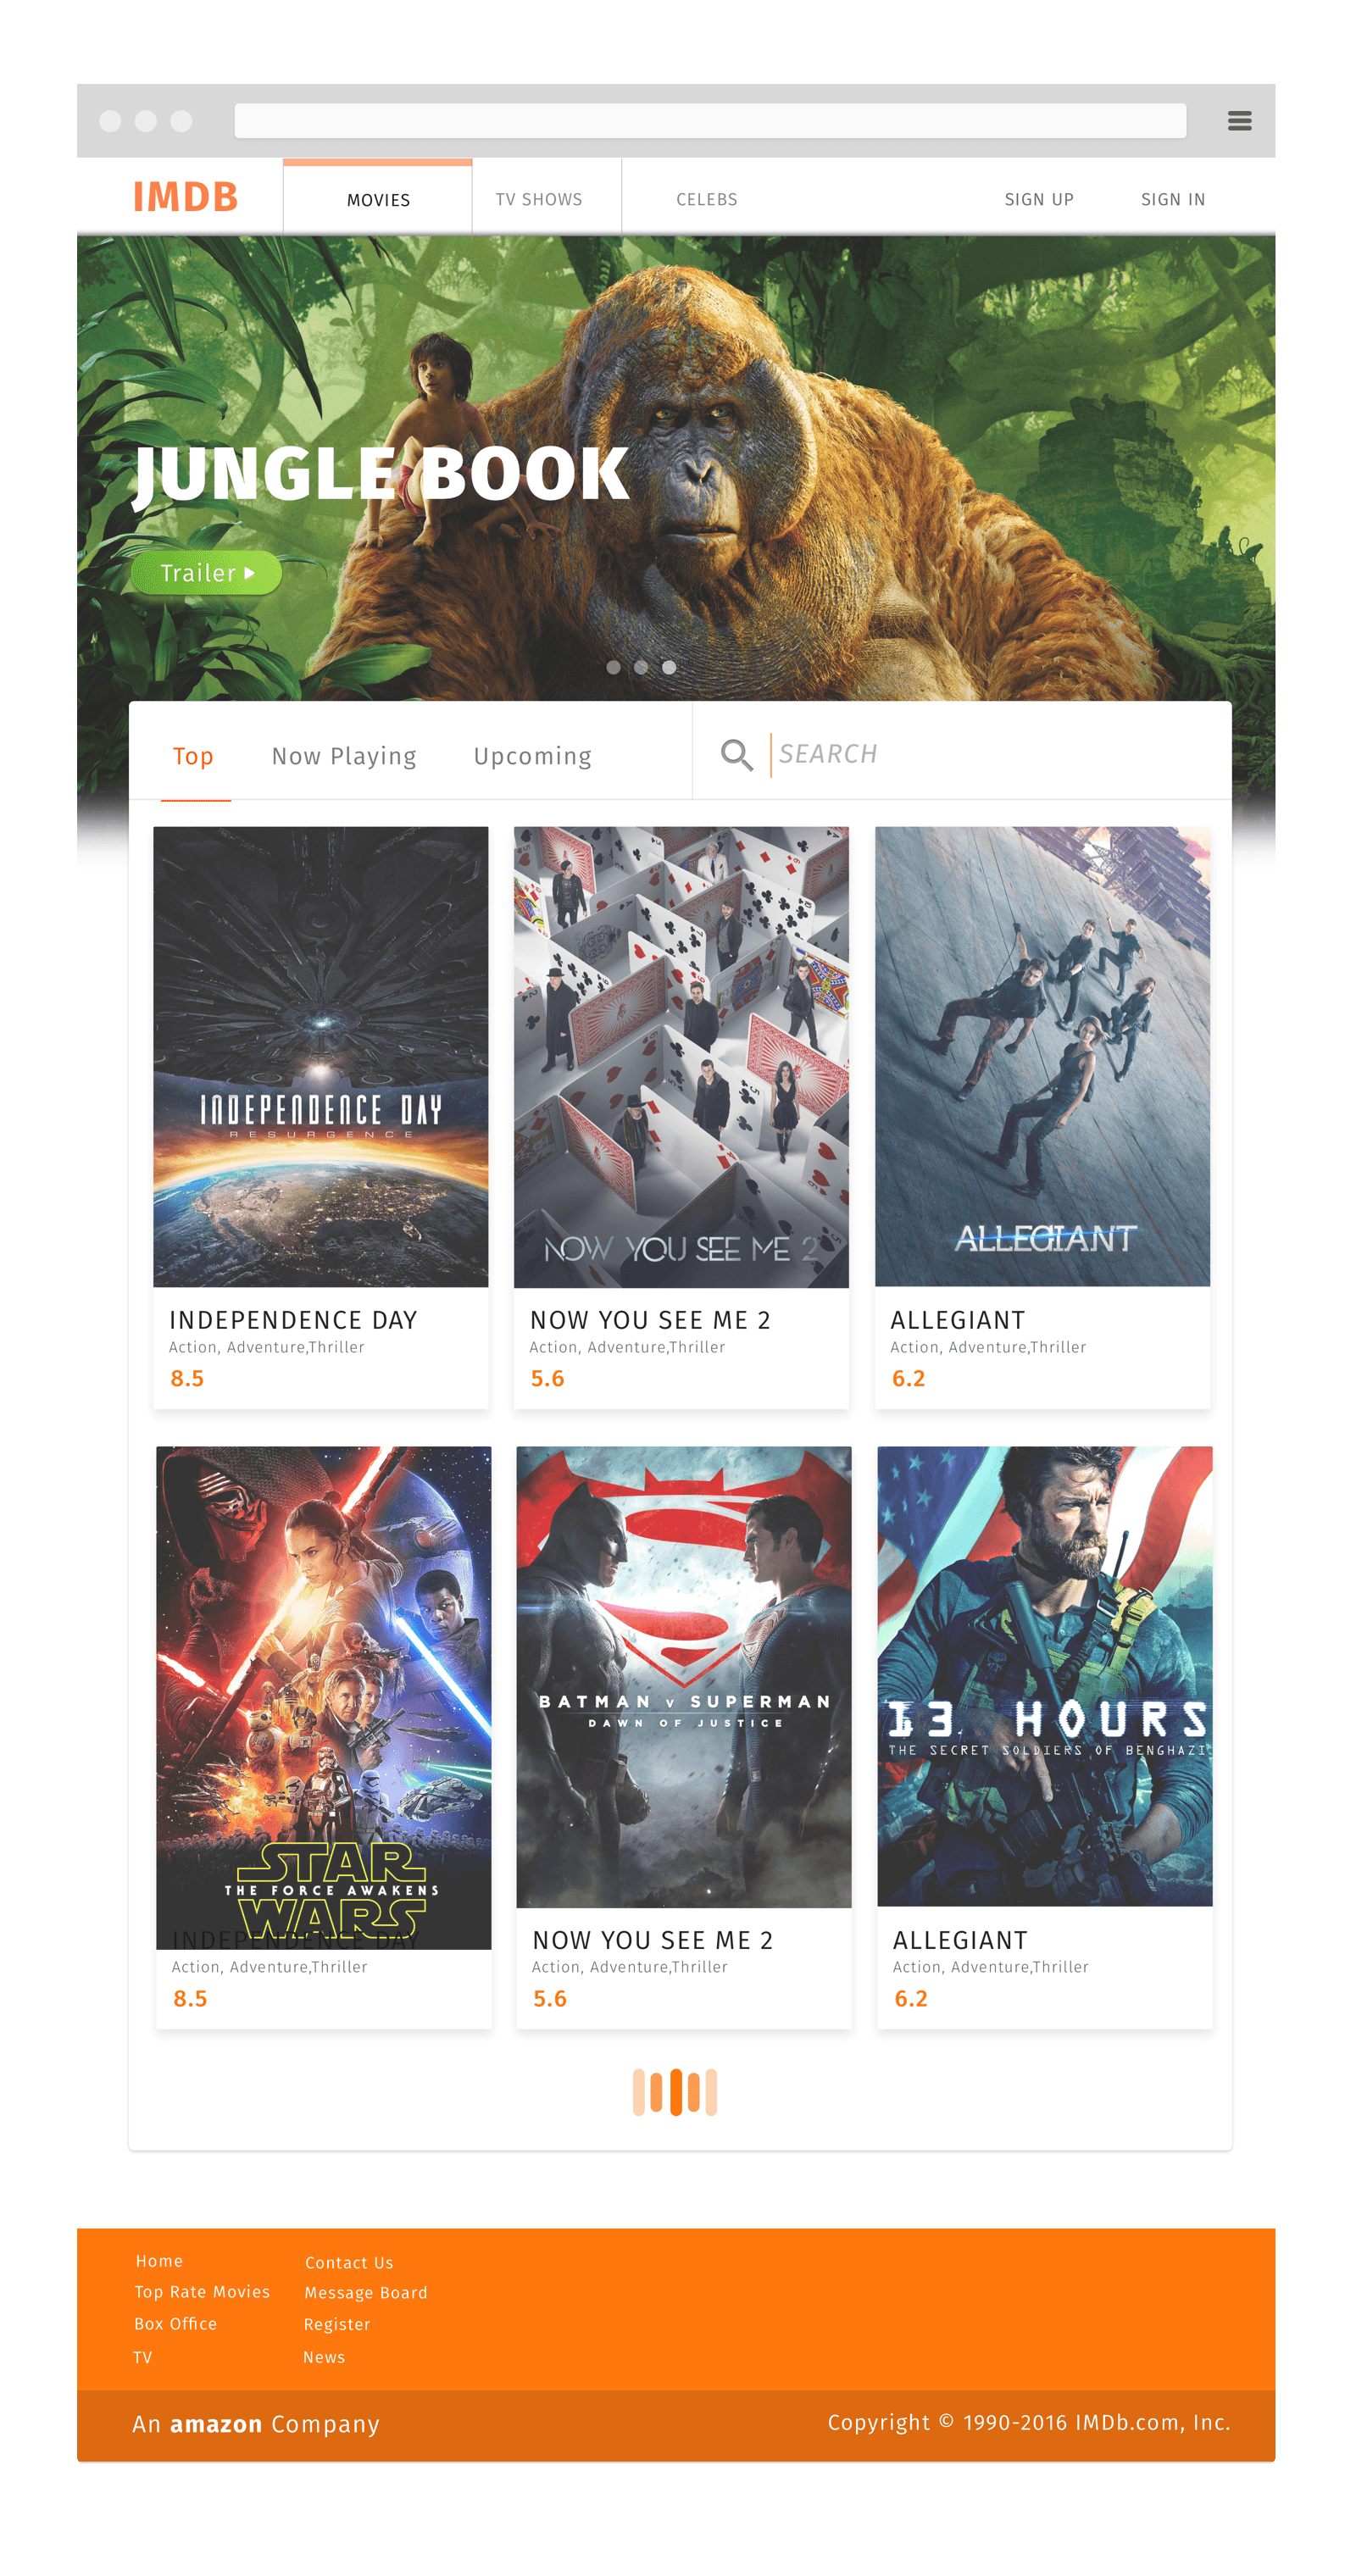 IMDB
MOVIES
TV SHOWS
CELEBS
SIGN UP
SIGN IN
JUNGLE BOOK
Trailer
Top
Now Playing
Upcoming
SEARCH
INDEPENDENCE DAY
RESURGENCE
NOW YOU SEE ME 2
ALLEGIANT
INDEPENDENCE DAY
Action, Adventure,Thriller
8.5
NOW YOU SEE ME 2
Action, Adventure,Thriller
5.6
ALLEGIANT
Action, Adventure,Thriller
6.2
STAR
THE FORCE AWAKENS
WARS
BATMAN v SUPERMAN
DAWN OF JUSTICE
13 HOURS
THE SECRET SOLDIERS OF BENGHAZI
INDEPENDENCE DAY
Action, Adventure,Thriller
8.5
NOW YOU SEE ME 2
Action, Adventure,Thriller
5.6
ALLEGIANT
Action, Adventure,Thriller
6.2
Home
Top Rate Movies
Box Office
TV
Contact Us
Message Board
Register
News
An amazon Company
Copyright © 1990-2016 IMDb.com, Inc.